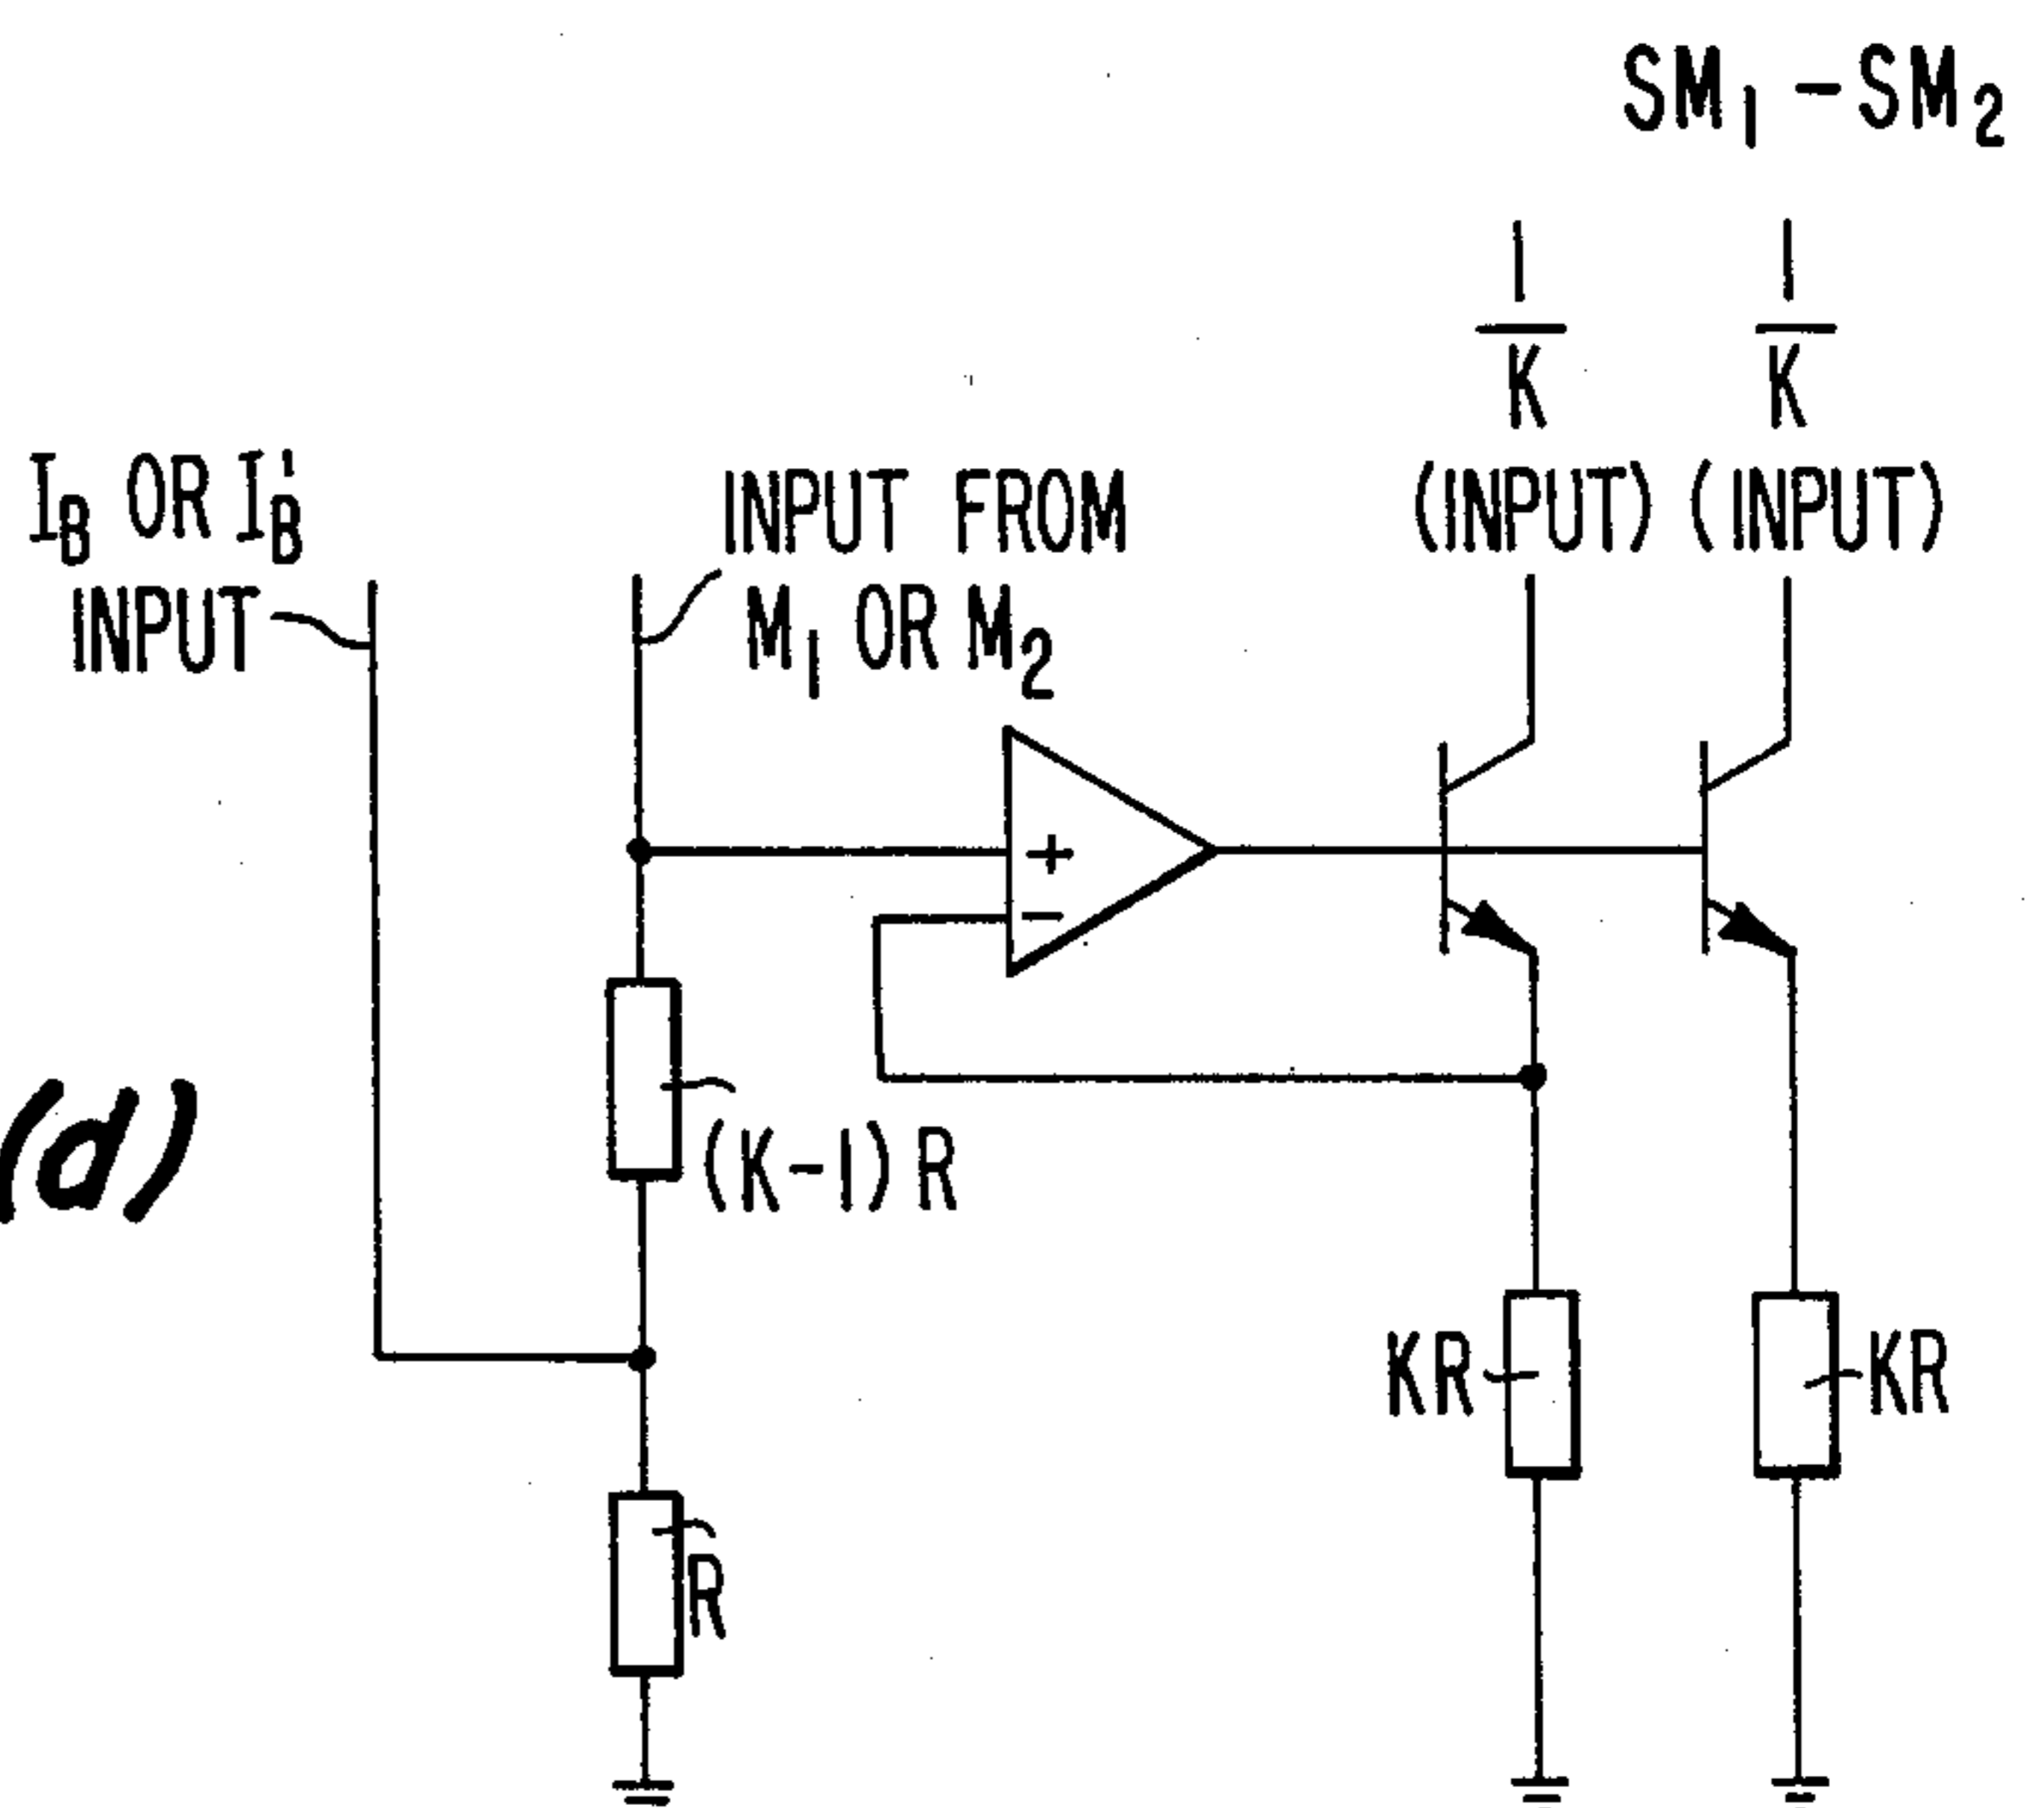 SM1-SM2
1/K 1/K
(INPUT) (INPUT)
IB OR I'B
INPUT
INPUT FROM
M1 OR M2
+
−
(d)
(K-1)R
KR
KR
R